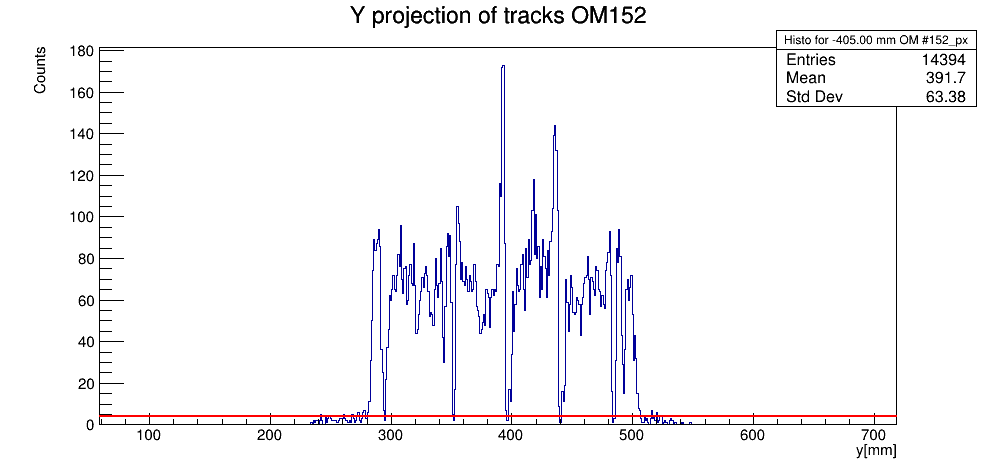 Y projection of tracks OM152
Histo for -405.00 mm OM #152_px
Entries 14394
Mean 391.7
Std Dev 63.38
Counts
180
160
140
120
100
80
60
40
20
0
100 200 300 400 500 600 700
y[mm]